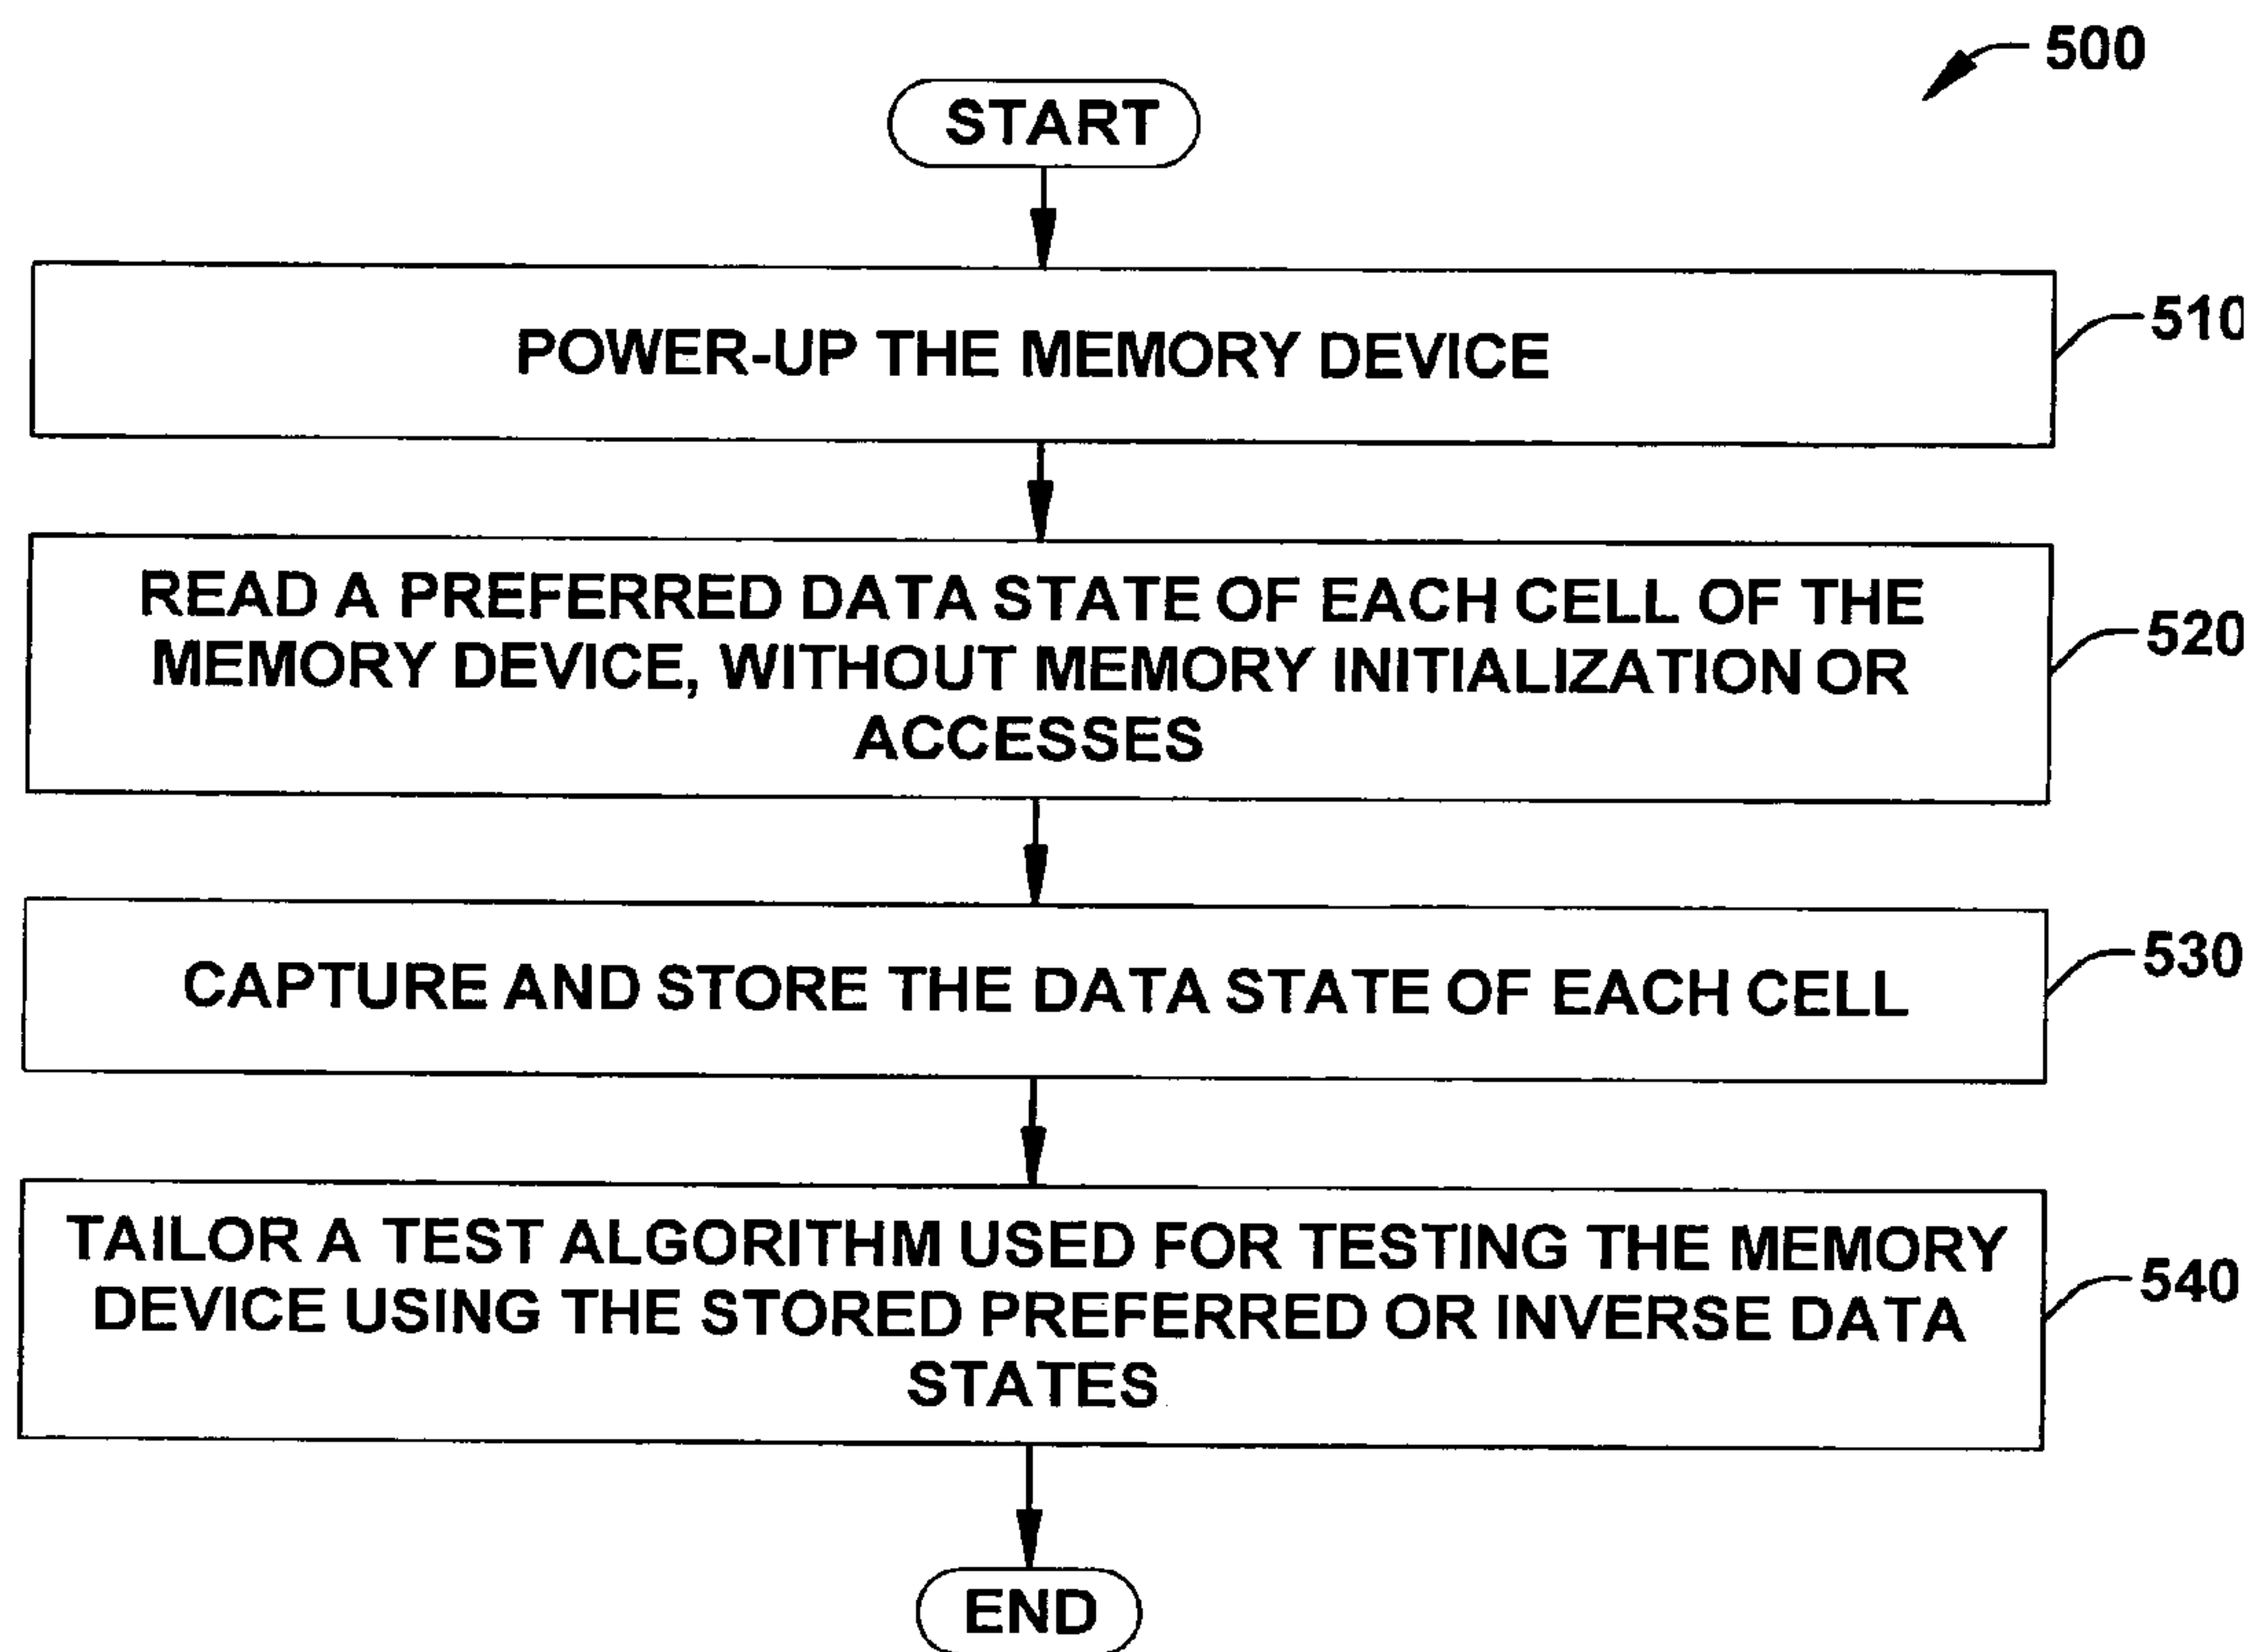 500
START
POWER-UP THE MEMORY DEVICE
510
READ A PREFERRED DATA STATE OF EACH CELL OF THE
MEMORY DEVICE, WITHOUT MEMORY INITIALIZATION OR
ACCESSES
520
CAPTURE AND STORE THE DATA STATE OF EACH CELL
530
TAILOR A TEST ALGORITHM USED FOR TESTING THE MEMORY
DEVICE USING THE STORED PREFERRED OR INVERSE DATA
STATES
540
END